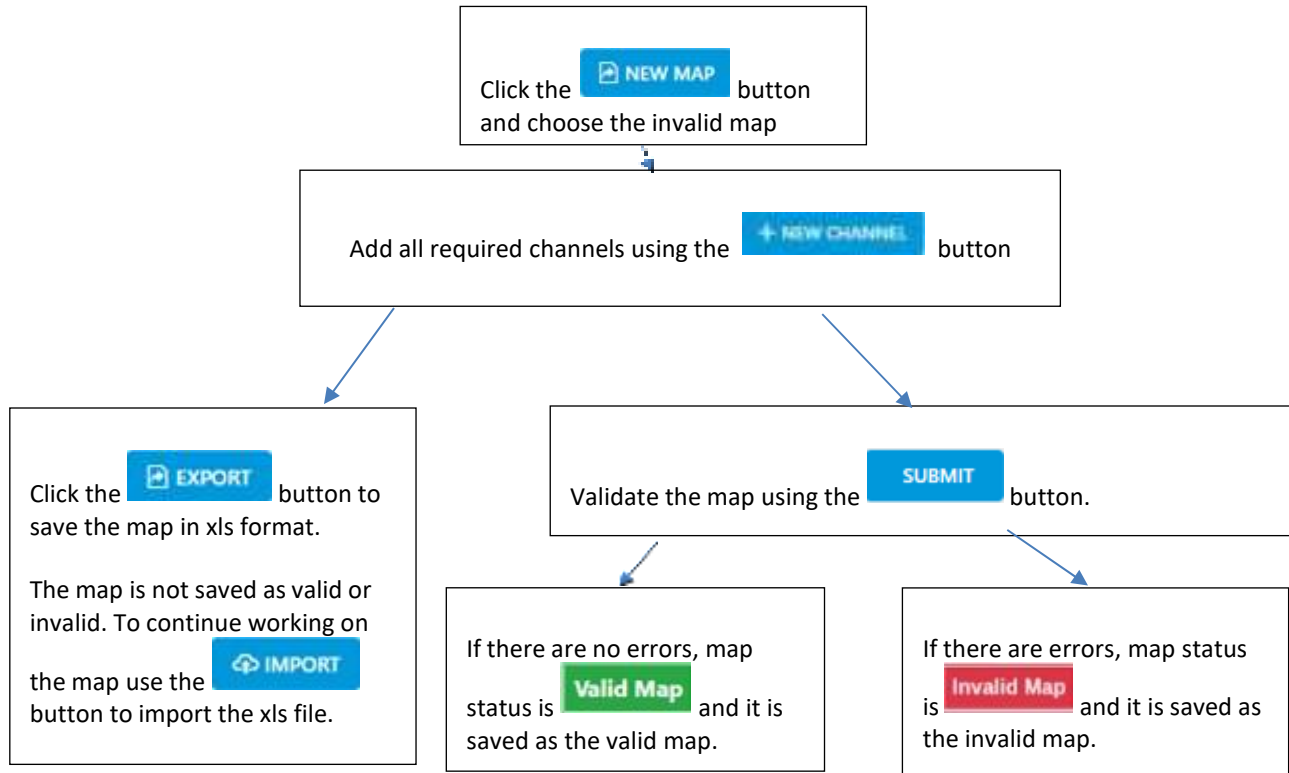 Click the NEW MAP button
and choose the invalid map
Add all required channels using the + NEW CHANNEL button
Click the EXPORT button to
save the map in xls format.
The map is not saved as valid or
invalid. To continue working on
the map use the IMPORT
button to import the xls file.
Validate the map using the SUBMIT button.
If there are no errors, map
status is Valid Map and it is
saved as the valid map.
If there are errors, map status
is Invalid Map and it is saved as
the invalid map.